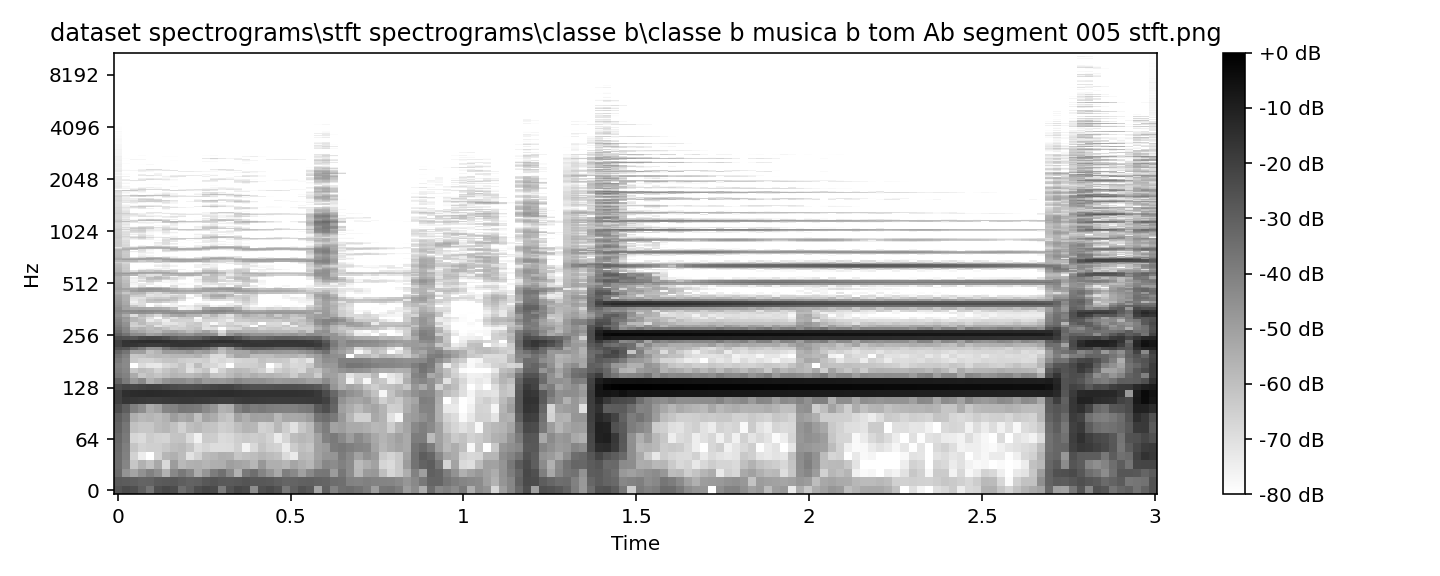 dataset spectrograms\stft spectrograms\classe b\classe b musica b tom Ab segment 005 stft.png
8192
4096
2048
1024
512
256
128
64
0
Hz
0
0.5
1
1.5
2
2.5
3
Time
+0 dB
-10 dB
-20 dB
-30 dB
-40 dB
-50 dB
-60 dB
-70 dB
-80 dB